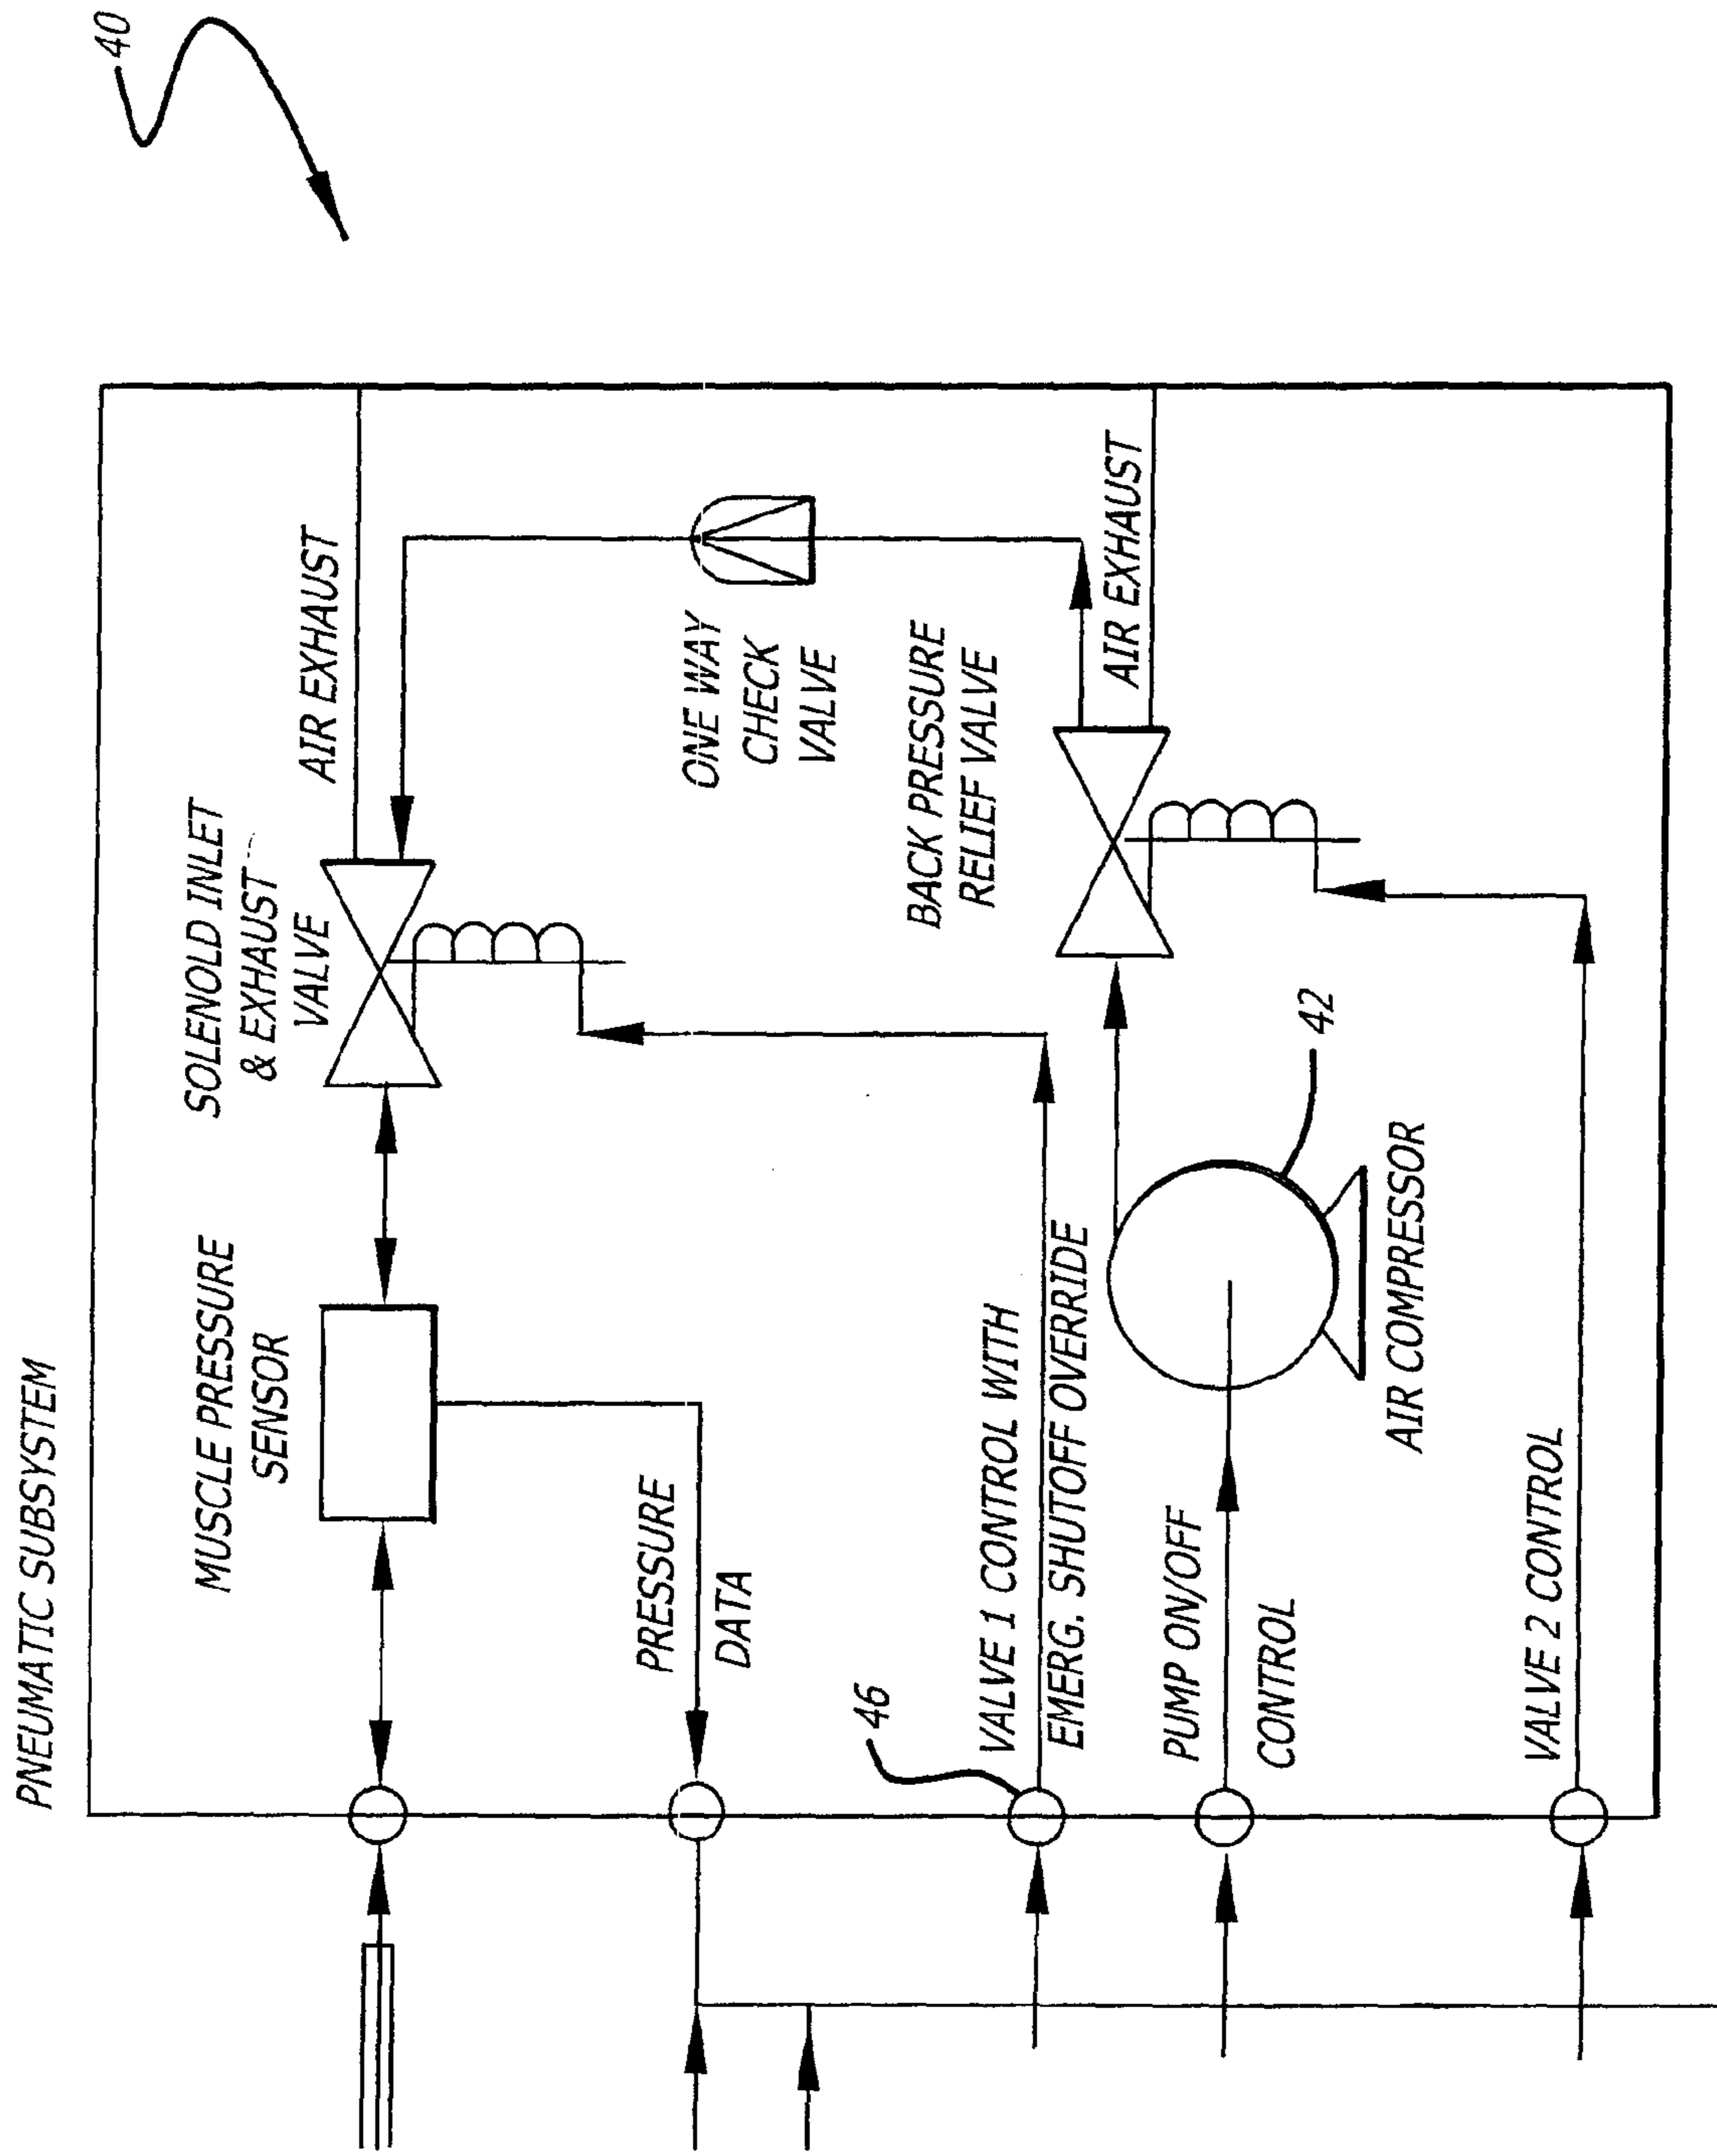 PNEUMATIC SUBSYSTEM
40
MUSCLE PRESSURE
SENSOR
SOLENOLD INLET
& EXHAUST
VALVE
AIR EXHAUST
PRESSURE
DATA
ONE WAY
CHECK
VALVE
46
VALVE 1 CONTROL WITH
EMERG. SHUTOFF OVERRIDE
BACK PRESSURE
RELIEF VALVE
AIR EXHAUST
PUMP ON/OFF
CONTROL
42
AIR COMPRESSOR
VALVE 2 CONTROL